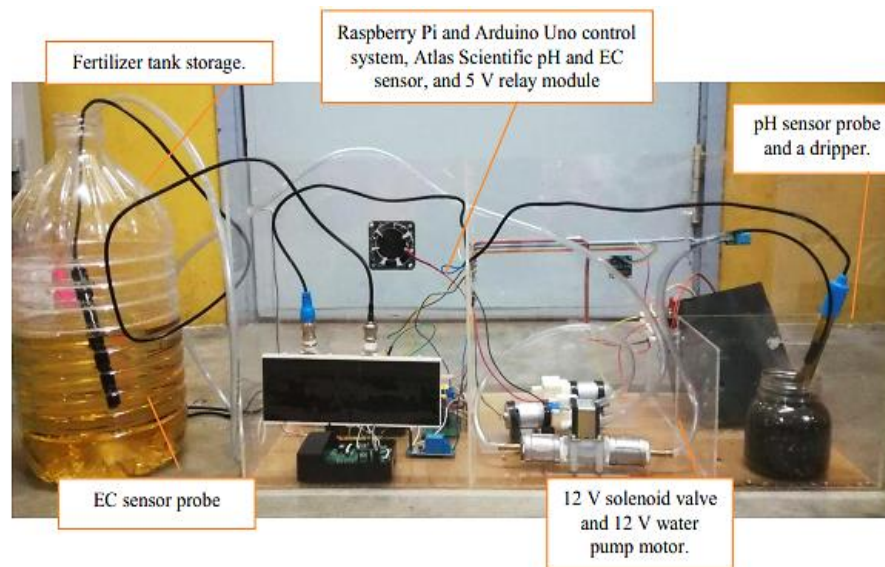 Raspberry Pi and Arduino Uno control
system, Atlas Scientific pH and EC
sensor, and 5 V relay module
Fertilizer tank storage.
pH sensor probe
and a dripper.
EC sensor probe
12 V solenoid valve
and 12 V water
pump motor.